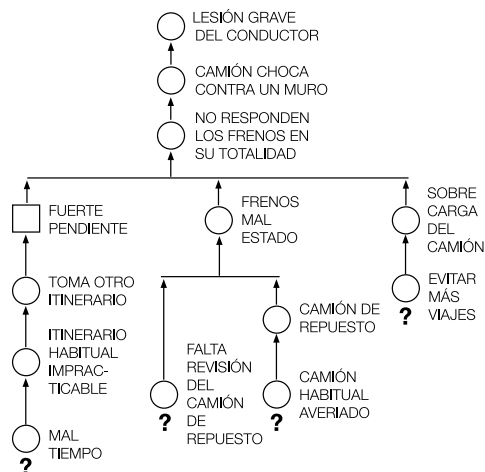 LESIÓN GRAVE
DEL CONDUCTOR
CAMIÓN CHOCA
CONTRA UN MURO
NO RESPONDEN
LOS FRENOS EN
SU TOTALIDAD
FUERTE
PENDIENTE
FRENOS
MAL
ESTADO
SOBRE
CARGA
DEL
CAMIÓN
TOMA OTRO
ITINERARIO
EVITAR
MÁS
VIAJES
?
CAMIÓN DE
REPUESTO
ITINERARIO
HABITUAL
IMPRAC-
TICABLE
FALTA
REVISIÓN
DEL
CAMIÓN
DE
REPUESTO
?
CAMIÓN
HABITUAL
AVERIADO
?
MAL
TIEMPO
?